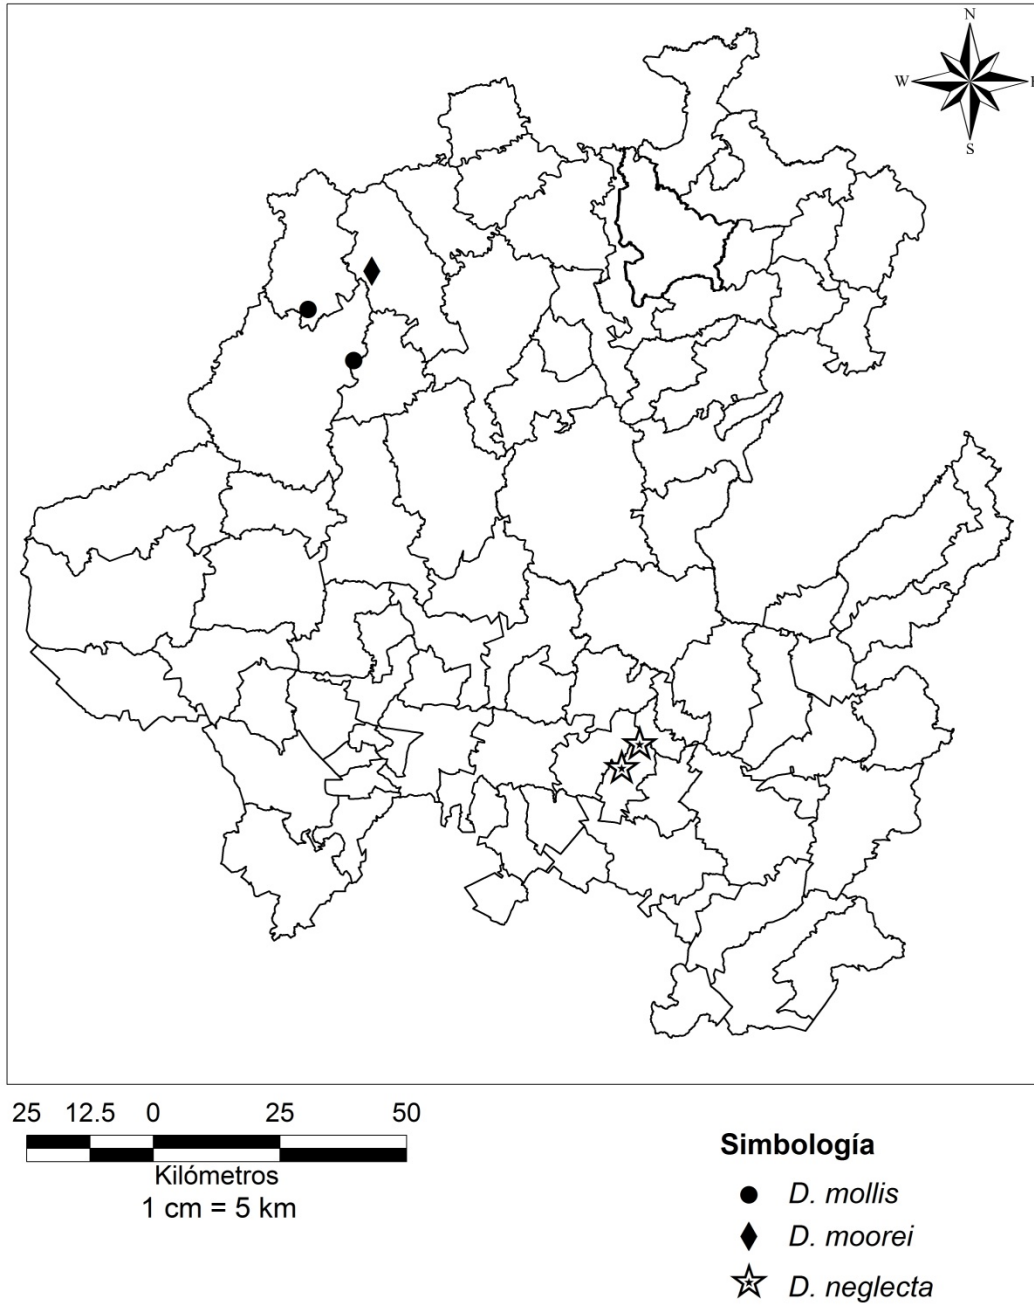 N
W E
S
25 12.5 0 25 50
Kilómetros
1 cm = 5 km
Simbología
D. mollis
D. moorei
D. neglecta